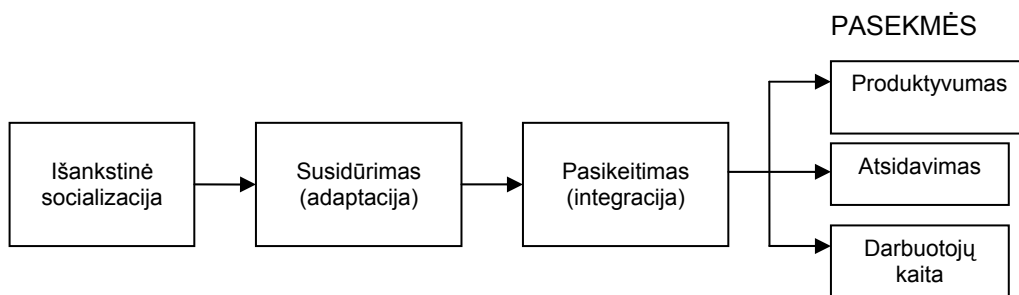 PASEKMĖS
Išankstinė
socializacija
Susidūrimas
(adaptacija)
Pasikeitimas
(integracija)
Produktyvumas
Atsidavimas
Darbuotojų
kaita